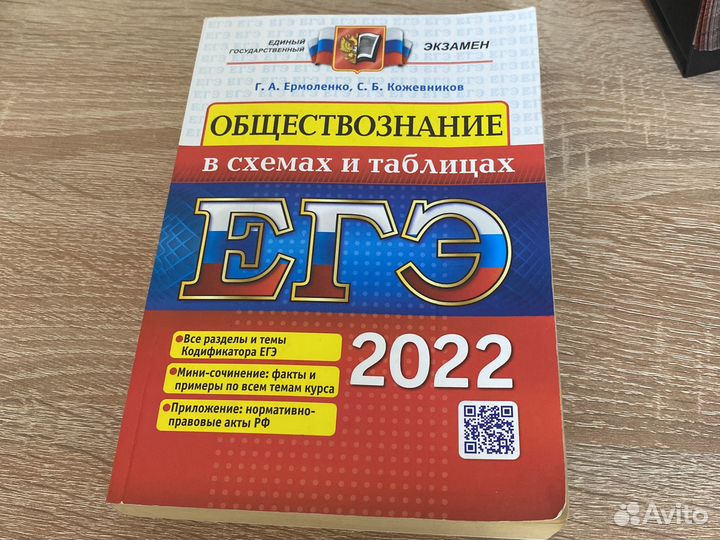 ЕДИНЫЙ
ГОСУДАРСТВЕННЫЙ
ЭКЗАМЕН
Г. А. Ермоленко, С. Б. Кожевников
ОБЩЕСТВОЗНАНИЕ
в схемах и таблицах
ЕГЭ
2022
•Все разделы и темы
Кодификатора ЕГЭ
•Мини-сочинение: факты и
примеры по всем темам курса
•Приложение: нормативно-
правовые акты РФ
Avito